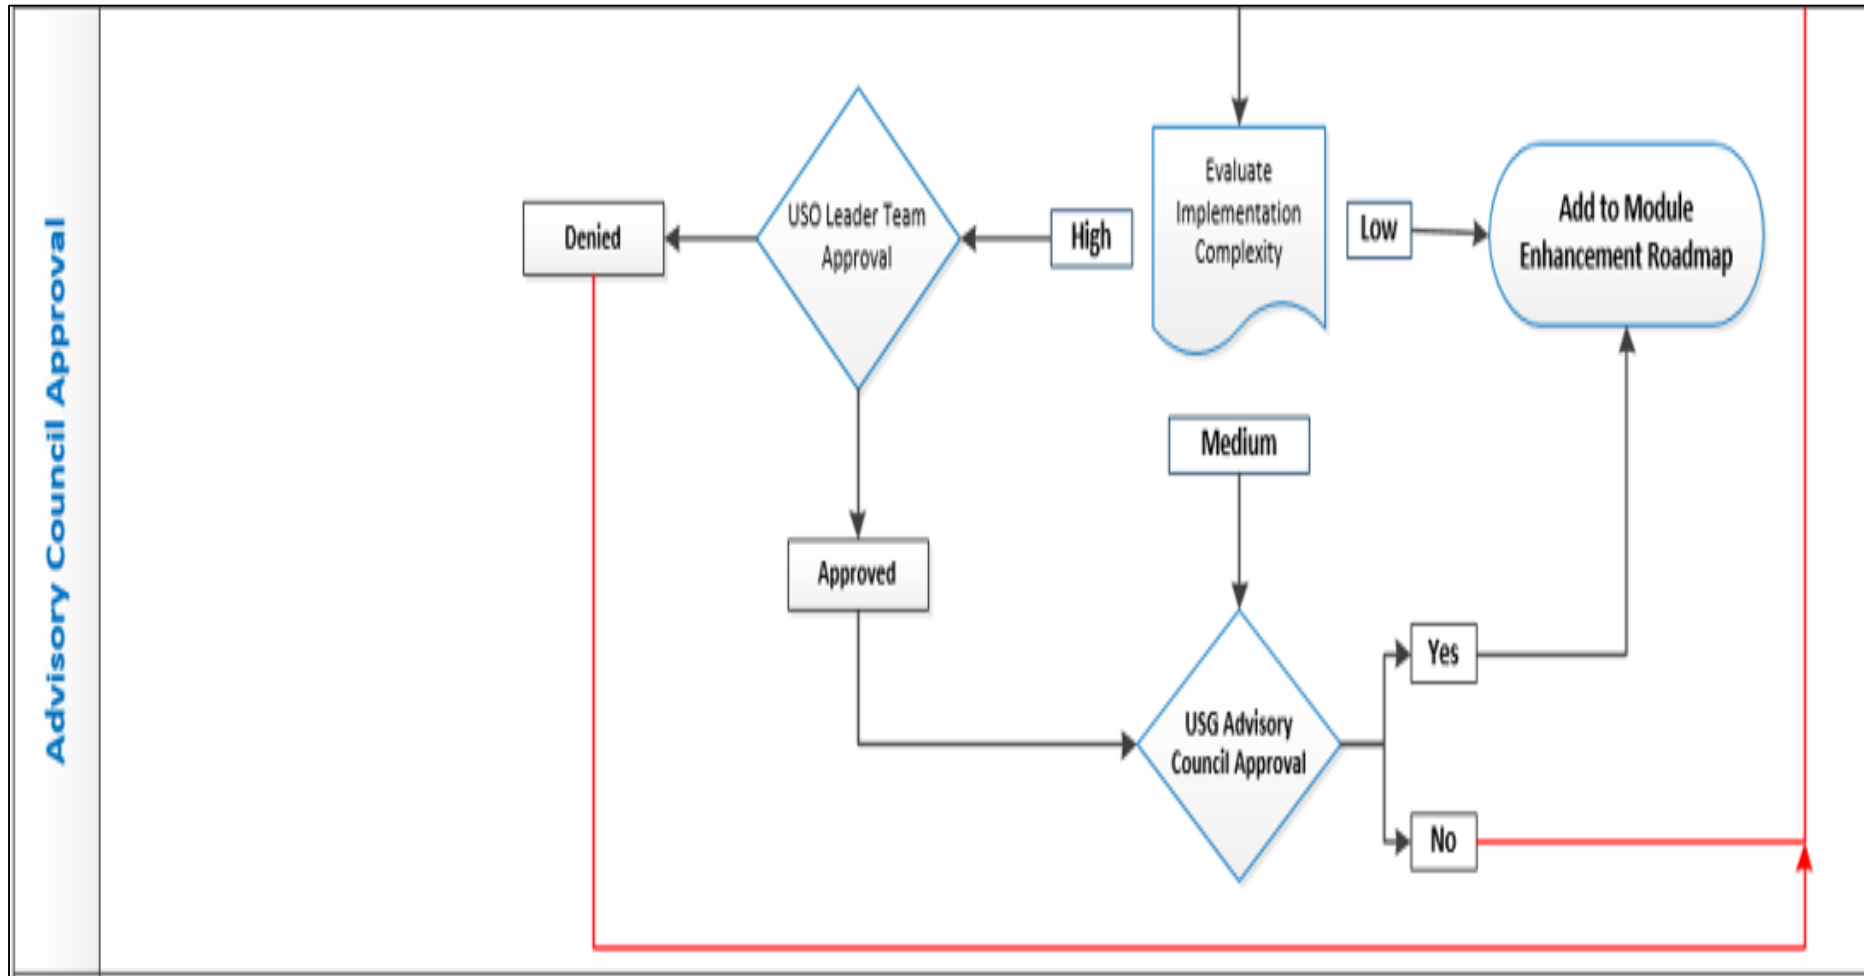 Advisory Council Approval
Evaluate
Implementation
Complexity
USO Leader Team
Approval
Denied
High
Low
Add to Module
Enhancement Roadmap
Medium
Approved
USG Advisory
Council Approval
Yes
No